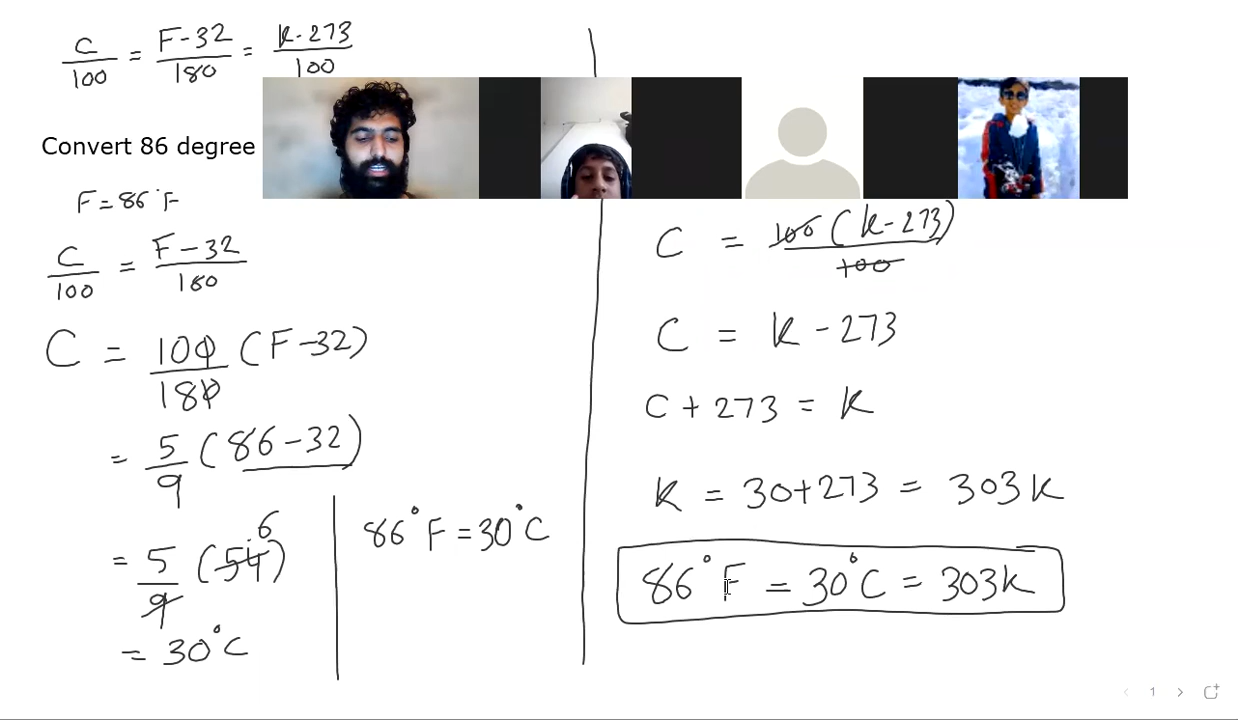 C/100 = F-32/180 = K-273/100
Convert 86 degree
F = 86°F
C/100 = F-32/180
C = 100/180 (F-32)
= 5/9 (86-32)
= 5/9 (54) 6
= 30°C
86°F = 30°C
C = 100(K-273)/100
C = K-273
C+273 = K
K = 30+273 = 303K
86°F = 30°C = 303K
1